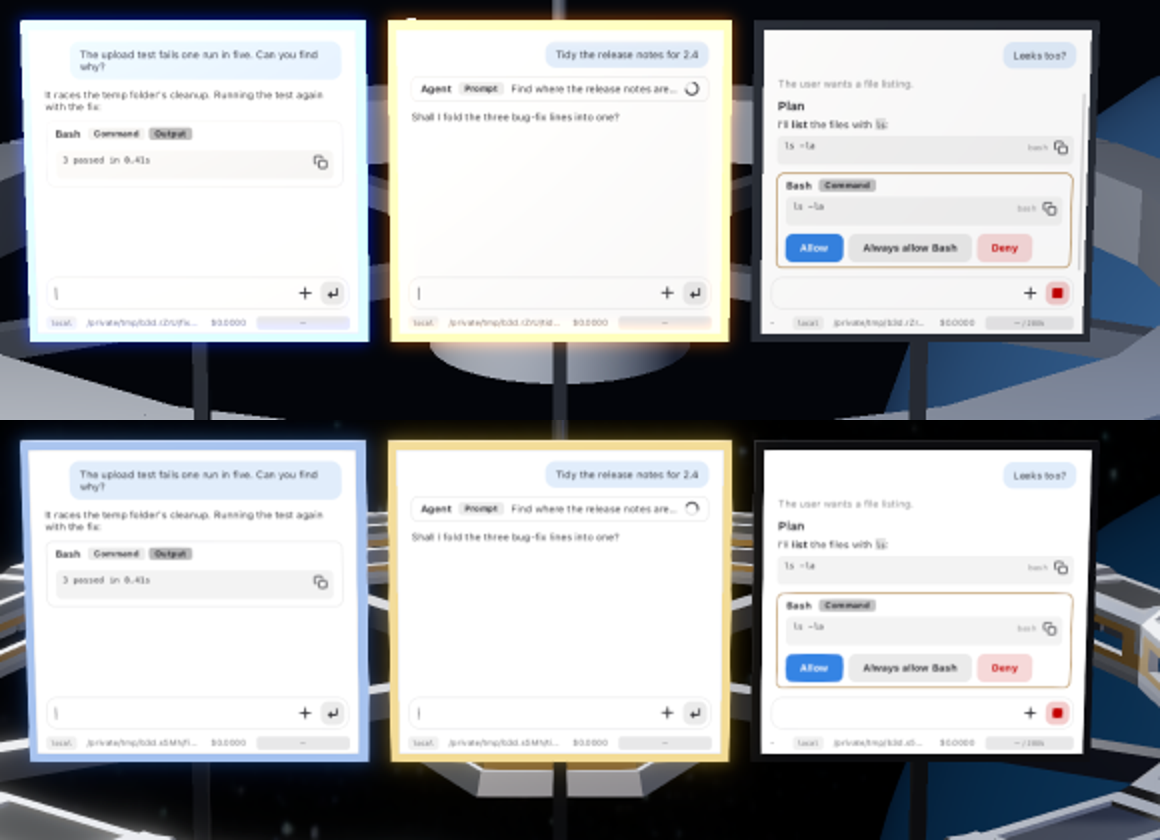 The upload test fails one run in five. Can you find
why?
It races the temp folder's cleanup. Running the test again
with the fix:
Bash Command Output
3 passed in 0.41s
local $0.0000
Tidy the release notes for 2.4
Agent Prompt Find where the release notes are...
Shall I fold the three bug-fix lines into one?
local $0.0000
Leeks too?
The user wants a file listing.
Plan
I'll list the files with ls:
ls -la bash
Bash Command
ls -la bash
Allow Always allow Bash Deny
local $0.0000
The upload test fails one run in five. Can you find
why?
It races the temp folder's cleanup. Running the test again
with the fix:
Bash Command Output
3 passed in 0.41s
local $0.0000
Tidy the release notes for 2.4
Agent Prompt Find where the release notes are...
Shall I fold the three bug-fix lines into one?
local $0.0000
Leeks too?
The user wants a file listing.
Plan
I'll list the files with ls:
ls -la bash
Bash Command
ls -la bash
Allow Always allow Bash Deny
local $0.0000